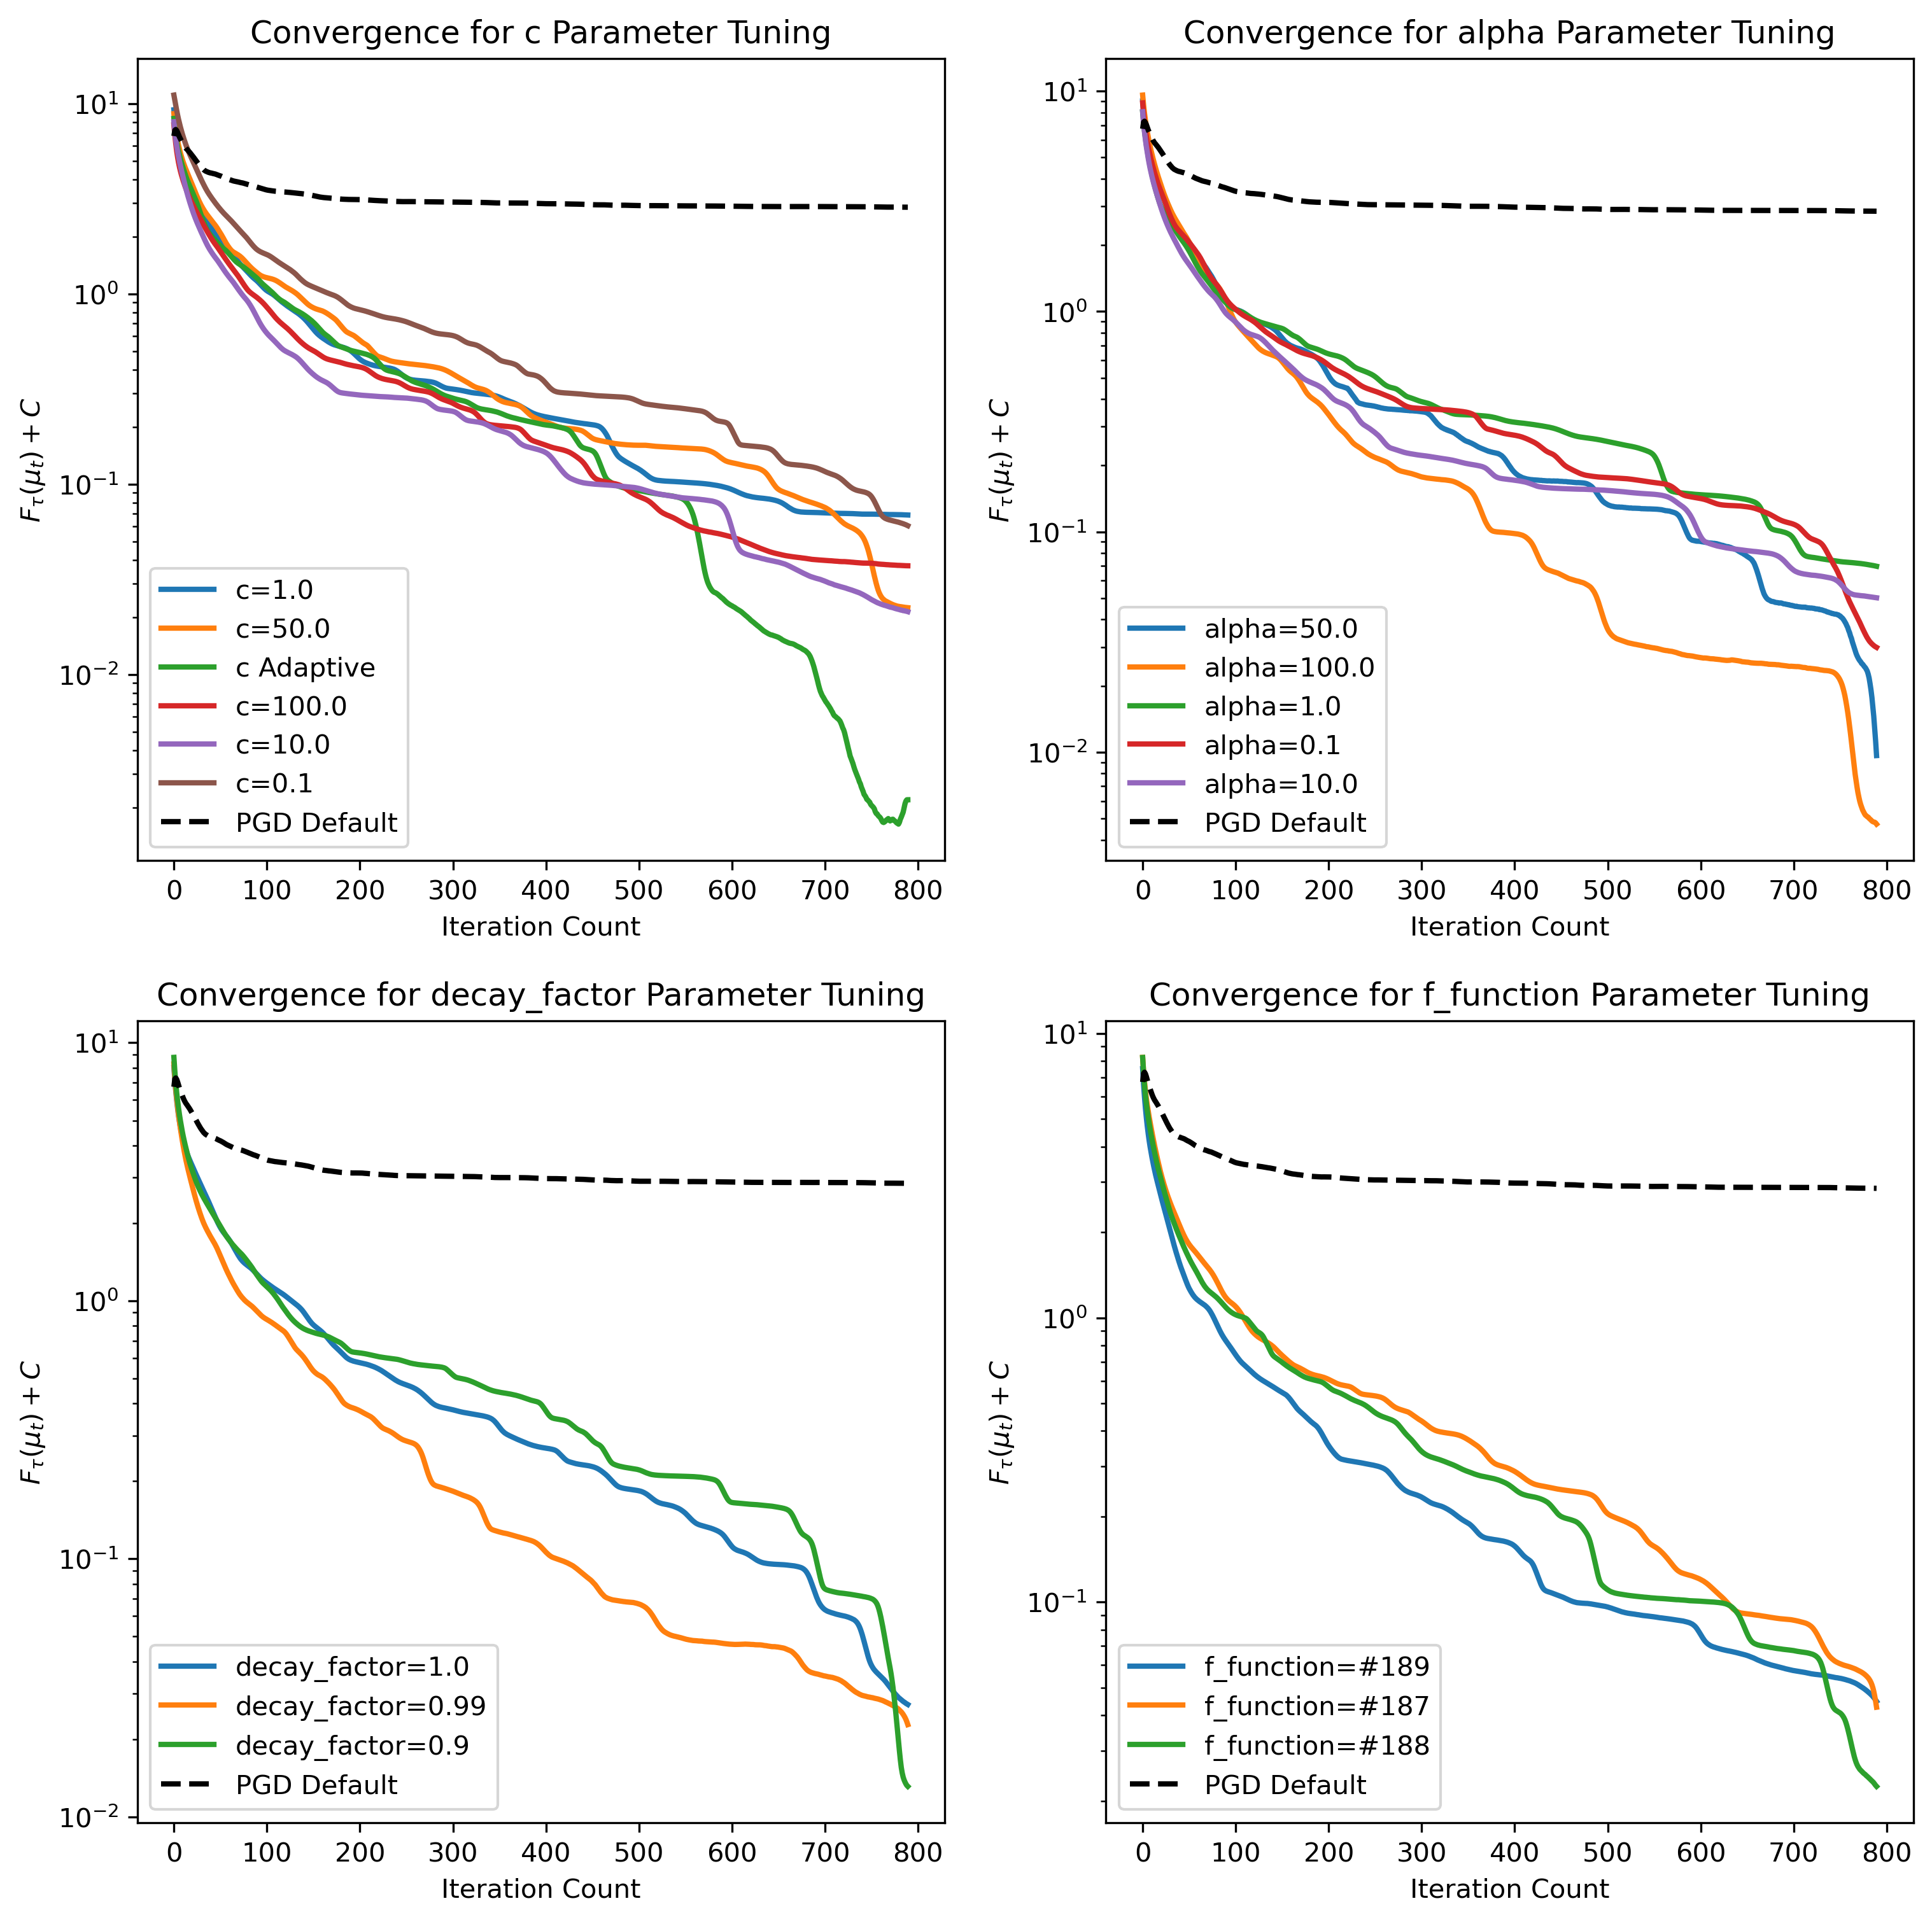 Convergence for c Parameter Tuning
10^1
10^0
10^-1
10^-2
F_τ(μ_t) + C
c=1.0
c=50.0
c Adaptive
c=100.0
c=10.0
c=0.1
PGD Default
0 100 200 300 400 500 600 700 800
Iteration Count
Convergence for alpha Parameter Tuning
10^1
10^0
10^-1
10^-2
F_τ(μ_t) + C
alpha=50.0
alpha=100.0
alpha=1.0
alpha=0.1
alpha=10.0
PGD Default
0 100 200 300 400 500 600 700 800
Iteration Count
Convergence for decay_factor Parameter Tuning
10^1
10^0
10^-1
10^-2
F_τ(μ_t) + C
decay_factor=1.0
decay_factor=0.99
decay_factor=0.9
PGD Default
0 100 200 300 400 500 600 700 800
Iteration Count
Convergence for f_function Parameter Tuning
10^1
10^0
10^-1
F_τ(μ_t) + C
f_function=#189
f_function=#187
f_function=#188
PGD Default
0 100 200 300 400 500 600 700 800
Iteration Count